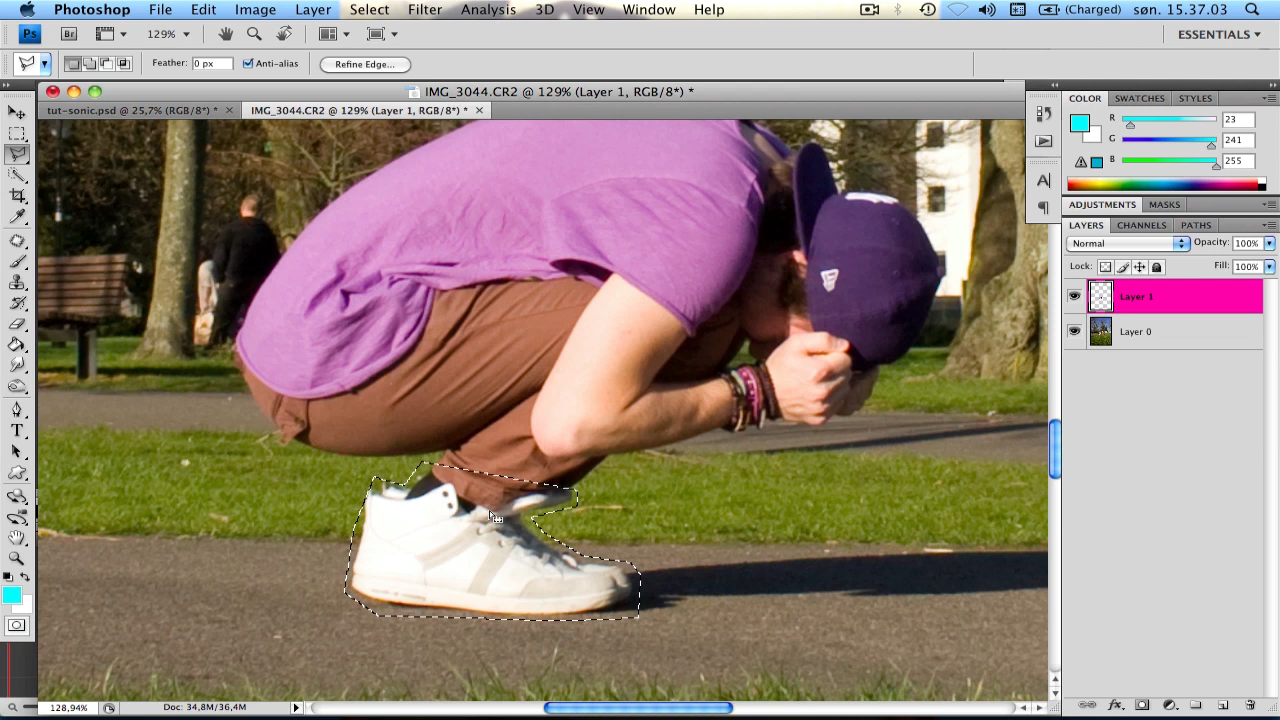 Photoshop File Edit Image Layer Select Filter Analysis 3D View Window Help (Charged) søn. 15.37.03
Ps Br 129% ESSENTIALS
Feather: 0 px Anti-alias Refine Edge...
IMG_3044.CR2 @ 129% (Layer 1, RGB/8*) *
tut-sonic.psd @ 25,7% (RGB/8*) * IMG_3044.CR2 @ 129% (Layer 1, RGB/8*) *
COLOR SWATCHES STYLES
R 23
G 241
B 255
A
ADJUSTMENTS MASKS
LAYERS CHANNELS PATHS
Normal Opacity: 100%
Lock: Fill: 100%
Layer 1
Layer 0
T
128,94% Doc: 34,8M/36,4M
fx